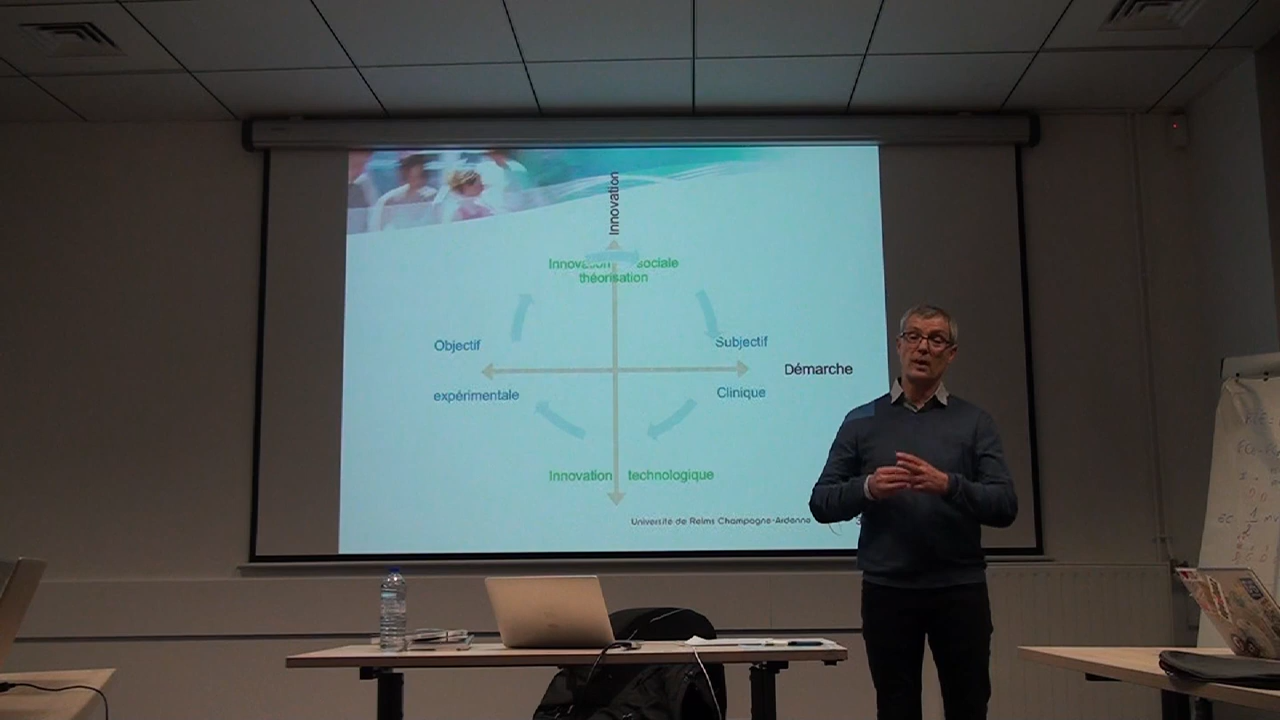 Innovation
sociale
théorisation
Objectif
Subjectif
Démarche
expérimentale
Clinique
Innovation technologique
Université de Reims Champagne-Ardenne